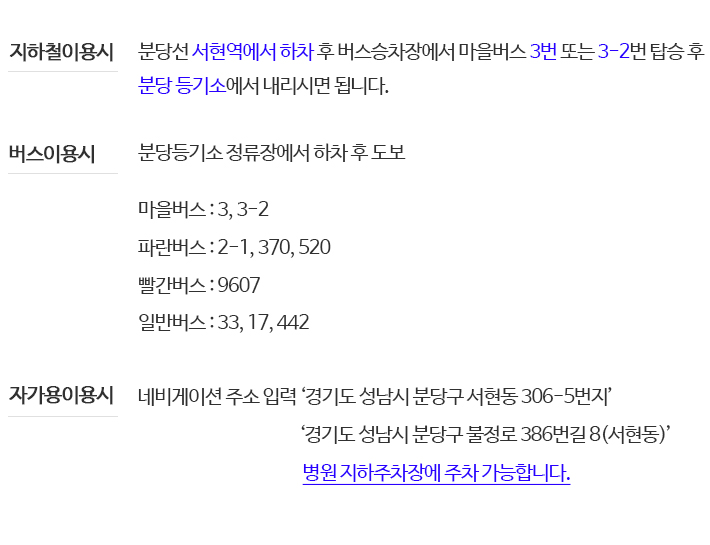 지하철이용시 분당선 서현역에서 하차 후 버스승차장에서 마을버스 3번 또는 3-2번 탑승 후
분당 등기소에서 내리시면 됩니다.
버스이용시 분당등기소 정류장에서 하차 후 도보
마을버스 : 3, 3-2
파란버스 : 2-1, 370, 520
빨간버스 : 9607
일반버스 : 33, 17, 442
자가용이용시 네비게이션 주소 입력 ‘경기도 성남시 분당구 서현동 306-5번지’
‘경기도 성남시 분당구 불정로 386번길 8(서현동)’
병원 지하주차장에 주차 가능합니다.